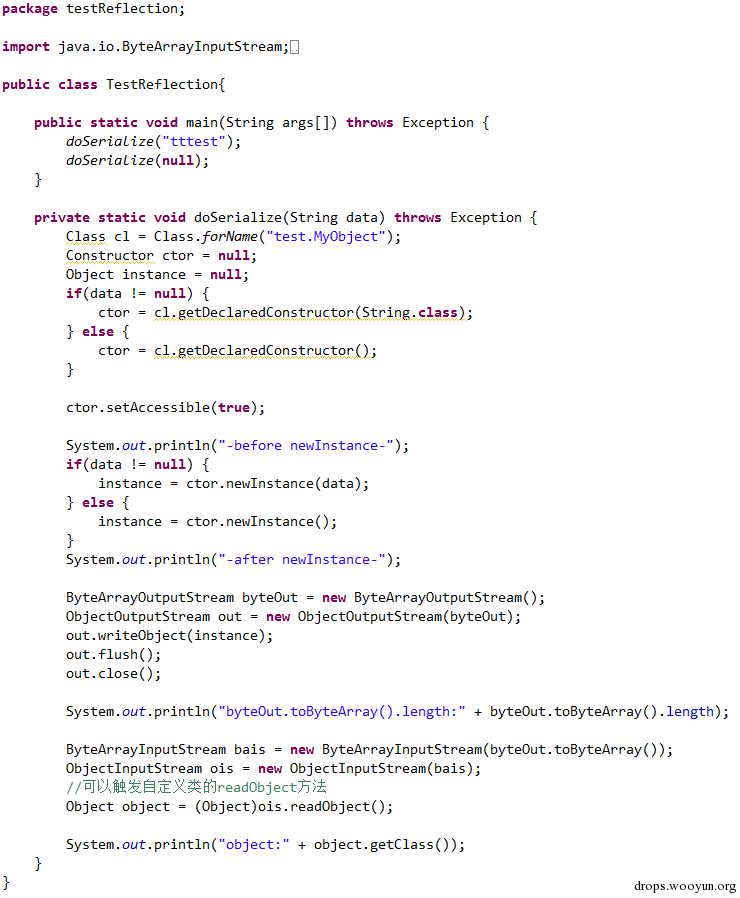 package testReflection;
import java.io.ByteArrayInputStream;
public class TestReflection{
    public static void main(String args[]) throws Exception {
        doSerialize("tttest");
        doSerialize(null);
    }
    private static void doSerialize(String data) throws Exception {
        Class cl = Class.forName("test.MyObject");
        Constructor ctor = null;
        Object instance = null;
        if(data != null) {
            ctor = cl.getDeclaredConstructor(String.class);
        } else {
            ctor = cl.getDeclaredConstructor();
        }
        ctor.setAccessible(true);
        System.out.println("-before newInstance-");
        if(data != null) {
            instance = ctor.newInstance(data);
        } else {
            instance = ctor.newInstance();
        }
        System.out.println("-after newInstance-");
        ByteArrayOutputStream byteOut = new ByteArrayOutputStream();
        ObjectOutputStream out = new ObjectOutputStream(byteOut);
        out.writeObject(instance);
        out.flush();
        out.close();
        System.out.println("byteOut.toByteArray().length:" + byteOut.toByteArray().length);
        ByteArrayInputStream bais = new ByteArrayInputStream(byteOut.toByteArray());
        ObjectInputStream ois = new ObjectInputStream(bais);
        //可以触发自定义类的readObject方法
        Object object = (Object)ois.readObject();
        System.out.println("object:" + object.getClass());
    }
}
drops.wooyun.org